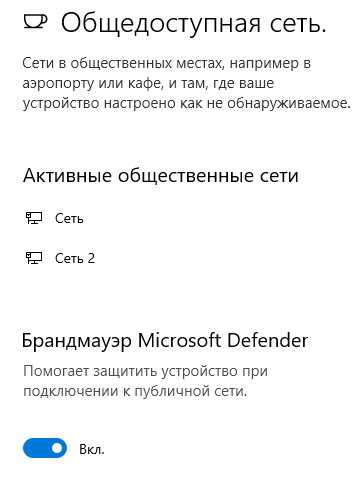 Общедоступная сеть.
Сети в общественных местах, например в
аэропорту или кафе, и там, где ваше
устройство настроено как не обнаруживаемое.
Активные общественные сети
Сеть
Сеть 2
Брандмауэр Microsoft Defender
Помогает защитить устройство при
подключении к публичной сети.
Вкл.